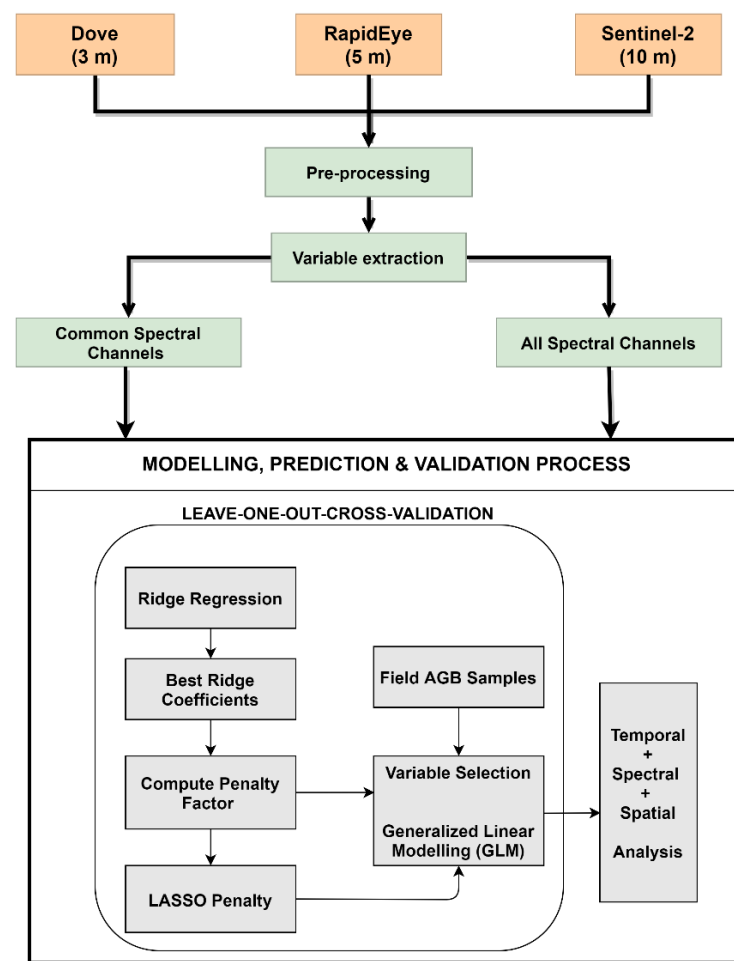 Dove
(3 m)
RapidEye
(5 m)
Sentinel-2
(10 m)
Pre-processing
Variable extraction
Common Spectral
Channels
All Spectral Channels
MODELLING, PREDICTION & VALIDATION PROCESS
LEAVE-ONE-OUT-CROSS-VALIDATION
Ridge Regression
Best Ridge
Coefficients
Field AGB Samples
Compute Penalty
Factor
Variable Selection
Generalized Linear
Modelling (GLM)
LASSO Penalty
Temporal
+
Spectral
+
Spatial
Analysis